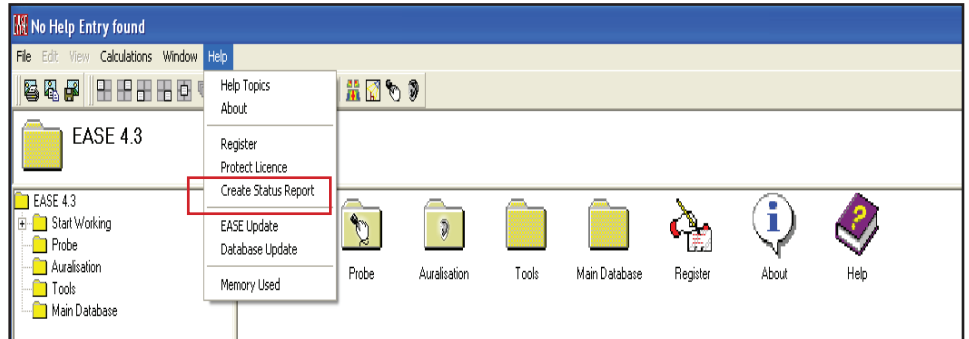 EASE
No Help Entry found
File Edit View Calculations Window Help
EASE 4.3
Help Topics
About
Register
Protect Licence
Create Status Report
EASE Update
Database Update
Memory Used
EASE 4.3
Start Working
Probe
Auralisation
Tools
Main Database
Probe Auralisation Tools Main Database Register About Help